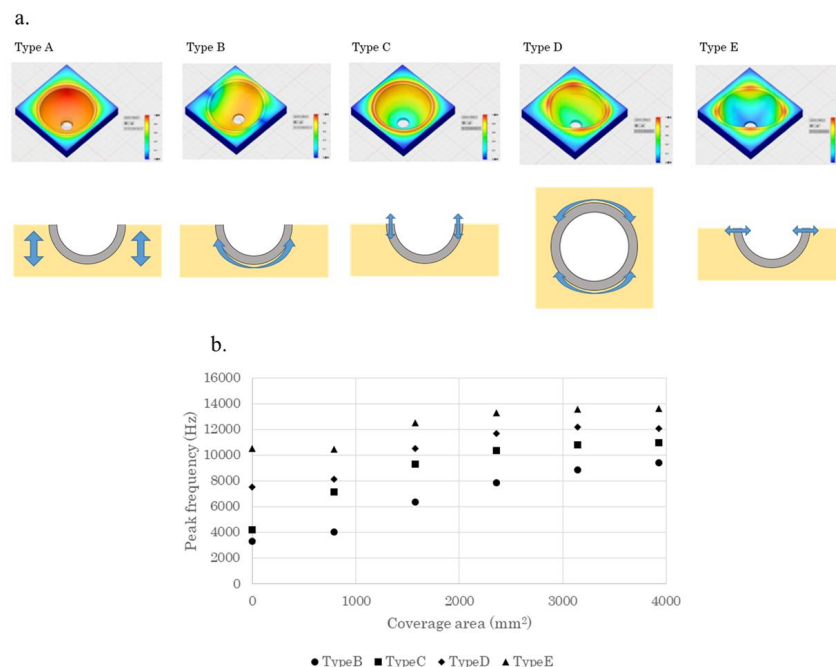 a.
Type A
Type B
Type C
Type D
Type E
b.
16000
14000
12000
10000
8000
6000
4000
2000
0
Peak frequency (Hz)
0 1000 2000 3000 4000
Coverage area (mm²)
● TypeB ■ TypeC ◆ TypeD ▲ TypeE